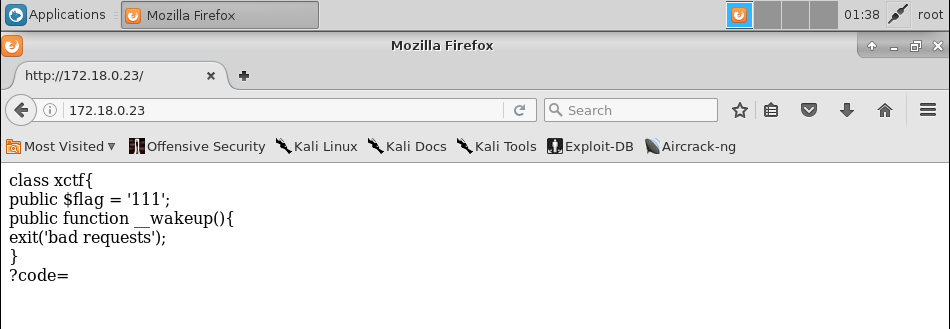 Applications
Mozilla Firefox
01:38
root
Mozilla Firefox
http://172.18.0.23/
172.18.0.23
Search
Most Visited
Offensive Security
Kali Linux
Kali Docs
Kali Tools
Exploit-DB
Aircrack-ng
class xctf{
public $flag = '111';
public function __wakeup(){
exit('bad requests');
}
?code=